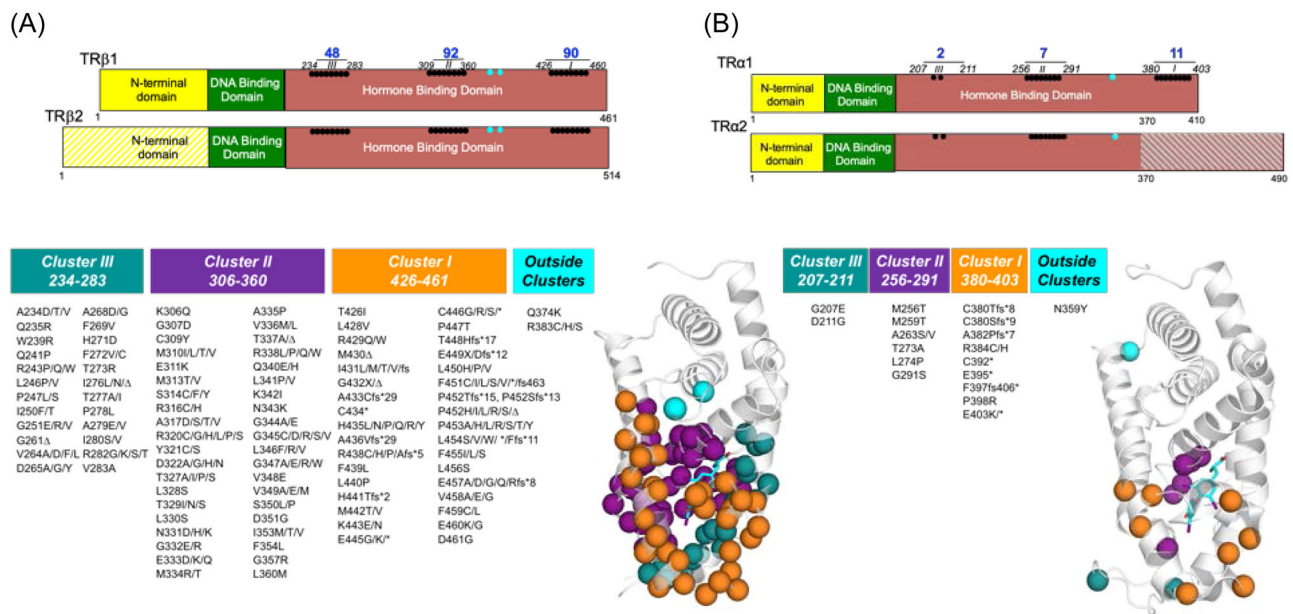 (A)
(B)
48
92
90
TRβ1
234
III
283
309
II
360
426
I
460
N-terminal domain
DNA Binding Domain
Hormone Binding Domain
1
461
TRβ2
N-terminal domain
DNA Binding Domain
Hormone Binding Domain
1
514
2
7
11
TRα1
207
III
211
256
II
291
380
I
403
N-terminal domain
DNA Binding Domain
Hormone Binding Domain
1
370
410
TRα2
N-terminal domain
DNA Binding Domain
1
370
490
Cluster III
234-283
A234D/T/V
Q235R
W239R
Q241P
R243P/Q/W
L246P/V
P247L/S
I250F/T
G251E/R/V
G261Δ
V264A/D/F/L
D265A/G/Y
A268D/G
F269V
H271D
F272V/C
T273R
I276L/N/Δ
T277A/I
P278L
A279E/V
I280S/V
R282G/K/S/T
V283A
Cluster II
306-360
K306Q
G307D
C309Y
M310I/L/T/V
E311K
M313T/V
S314C/F/Y
R316C/H
A317D/S/T/V
R320C/G/H/L/P/S
Y321C/S
D322A/G/H/N
T327A/I/P/S
L328S
T329I/N/S
L330S
N331D/H/K
G332E/R
E333D/K/Q
M334R/T
A335P
V336M/L
T337A/Δ
R338L/P/Q/W
Q340E/H
L341P/V
K342I
N343K
G344A/E
G345C/D/R/S/V
L346F/R/V
G347A/E/R/W
V348E
V349A/E/M
S350L/P
D351G
I353M/T/V
F354L
G357R
L360M
Cluster I
426-461
T426I
L428V
R429Q/W
M430Δ
I431L/M/T/V/fs
G432X/Δ
A433Cfs*29
C434*
H435L/N/P/Q/R/Y
A436Vfs*29
R438C/H/P/Afs*5
F439L
L440P
H441Tfs*2
M442T/V
K443E/N
E445G/K/*
C446G/R/S/*
P447T
T448Hfs*17
E449X/Dfs*12
L450H/P/V
F451C/I/L/S/V/*/fs463
P452Tfs*15, P452Sfs*13
P452H/I/L/R/S/Δ
P453A/H/L/R/S/T/Y
L454S/V/W/ */Ffs*11
F455I/L/S
L456S
E457A/D/G/Q/Rfs*8
V458A/E/G
F459C/L
E460K/G
D461G
Outside
Clusters
Q374K
R383C/H/S
Cluster III
207-211
G207E
D211G
Cluster II
256-291
M256T
M259T
A263S/V
T273A
L274P
G291S
Cluster I
380-403
C380Tfs*8
C380Sfs*9
A382Pfs*7
R384C/H
C392*
E395*
F397fs406*
P398R
E403K/*
Outside
Clusters
N359Y